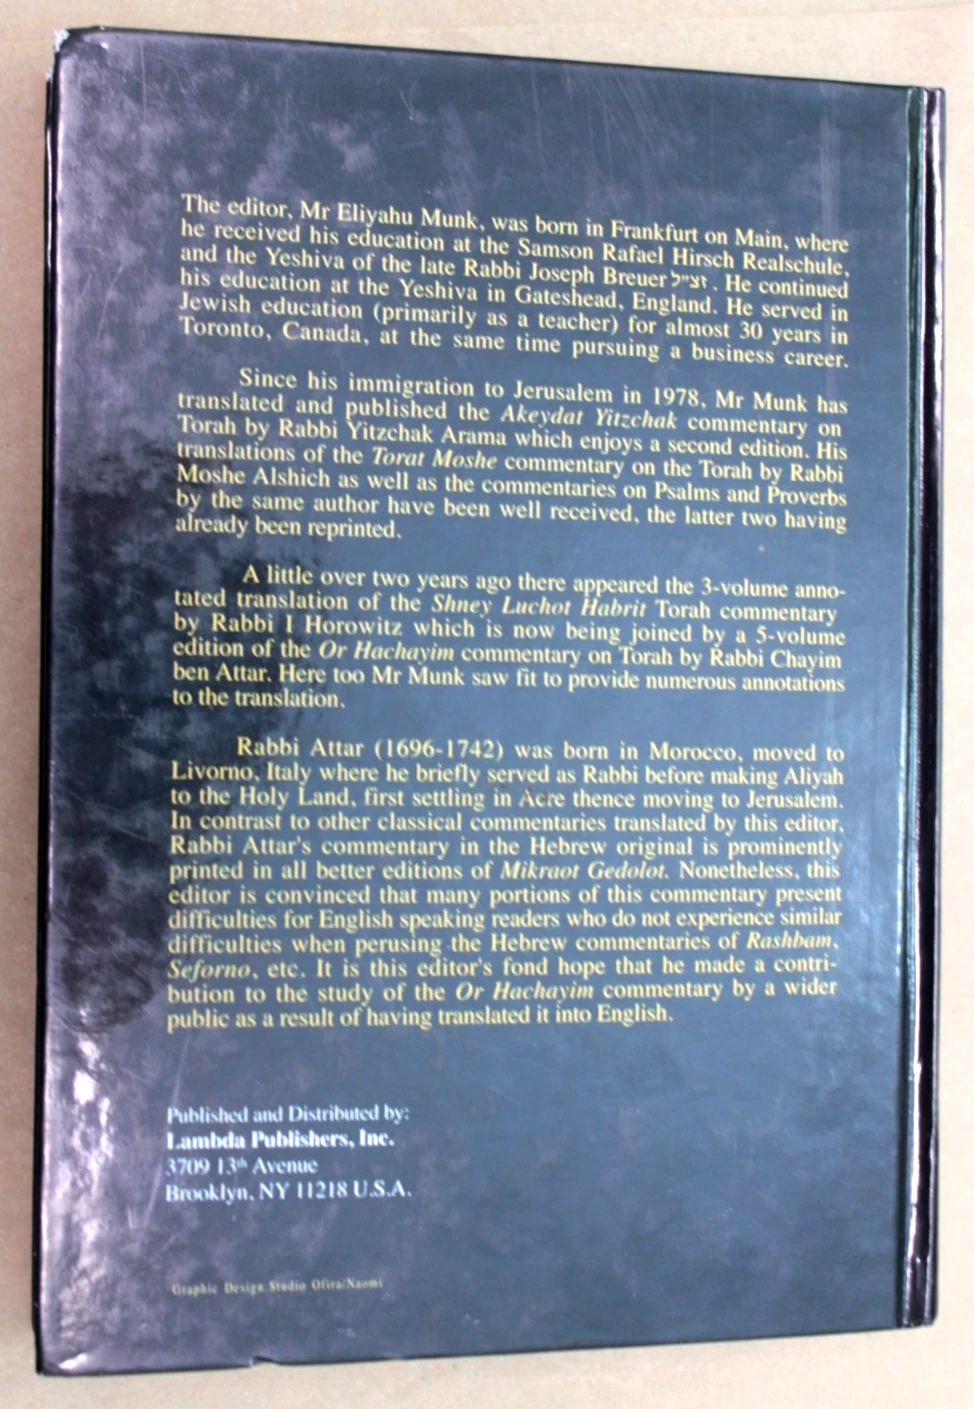 The editor, Mr Eliyahu Munk, was born in Frankfurt on Main, where
he received his education at the Samson Rafael Hirsch Realschule,
and the Yeshiva of the late Rabbi Joseph Breuer זצ"ל . He continued
his education at the Yeshiva in Gateshead, England. He served in
Jewish education (primarily as a teacher) for almost 30 years in
Toronto, Canada, at the same time pursuing a business career.
Since his immigration to Jerusalem in 1978, Mr Munk has
translated and published the Akeydat Yitzchak commentary on
Torah by Rabbi Yitzchak Arama which enjoys a second edition. His
translations of the Torat Moshe commentary on the Torah by Rabbi
Moshe Alshich as well as the commentaries on Psalms and Proverbs
by the same author have been well received, the latter two having
already been reprinted.
A little over two years ago there appeared the 3-volume anno-
tated translation of the Shney Luchot Habrit Torah commentary
by Rabbi I Horowitz which is now being joined by a 5-volume
edition of the Or Hachayim commentary on Torah by Rabbi Chayim
ben Attar. Here too Mr Munk saw fit to provide numerous annotations
to the translation.
Rabbi Attar (1696-1742) was born in Morocco, moved to
Livorno, Italy where he briefly served as Rabbi before making Aliyah
to the Holy Land, first settling in Acre thence moving to Jerusalem.
In contrast to other classical commentaries translated by this editor,
Rabbi Attar's commentary in the Hebrew original is prominently
printed in all better editions of Mikraot Gedolot. Nonetheless, this
editor is convinced that many portions of this commentary present
difficulties for English speaking readers who do not experience similar
difficulties when perusing the Hebrew commentaries of Rashbam,
Seforno, etc. It is this editor's fond hope that he made a contri-
bution to the study of the Or Hachayim commentary by a wider
public as a result of having translated it into English.
Published and Distributed by:
Lambda Publishers, Inc.
3709 13th Avenue
Brooklyn, NY 11218 U.S.A.
Graphic Design: Studio Ofira/Naomi